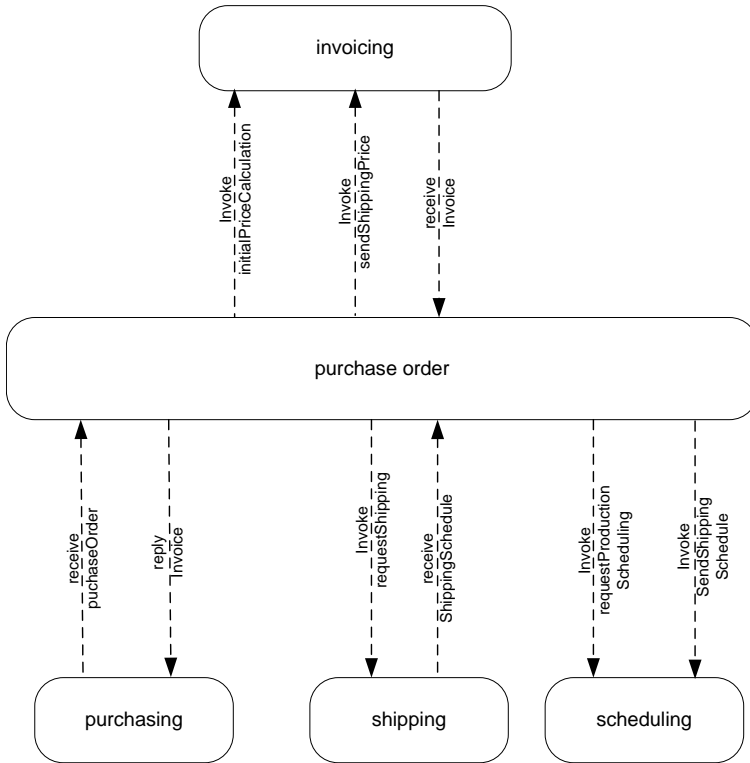 invoicing
Invoke
initialPriceCalculation
Invoke
sendShippingPrice
receive
Invoice
purchase order
receive
puchaseOrder
reply
Invoice
Invoke
requestShipping
receive
ShippingSchedule
Invoke
requestProduction
Scheduling
Invoke
SendShipping
Schedule
purchasing
shipping
scheduling